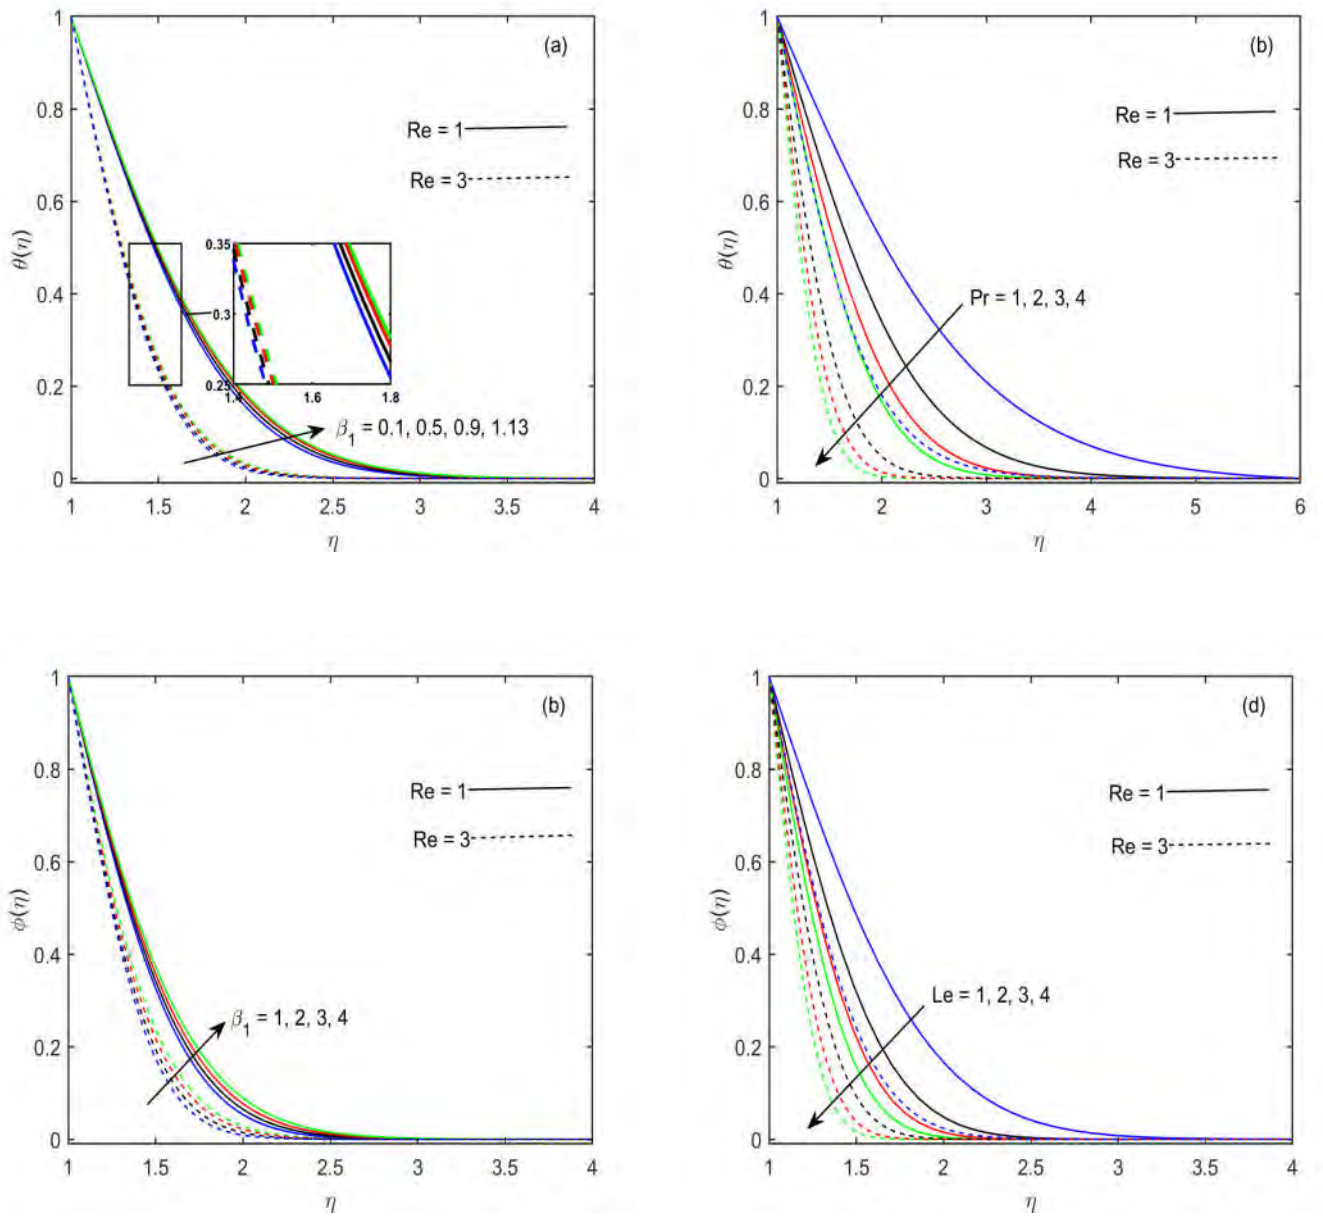 1
(a)
0.8
Re = 1
Re = 3
0.6
θ(η)
0.35
0.4
0.3
0.2
0.25
1.4
1.6
1.8
β1 = 0.1, 0.5, 0.9, 1.13
0
1 1.5 2 2.5 3 3.5 4
η
1
(b)
0.8
Re = 1
Re = 3
0.6
θ(η)
0.4
Pr = 1, 2, 3, 4
0.2
0
1 2 3 4 5 6
η
1
(b)
0.8
Re = 1
Re = 3
0.6
ϕ(η)
0.4
β1 = 1, 2, 3, 4
0.2
0
1 1.5 2 2.5 3 3.5 4
η
1
(d)
0.8
Re = 1
Re = 3
0.6
ϕ(η)
0.4
Le = 1, 2, 3, 4
0.2
0
1 1.5 2 2.5 3 3.5 4
η